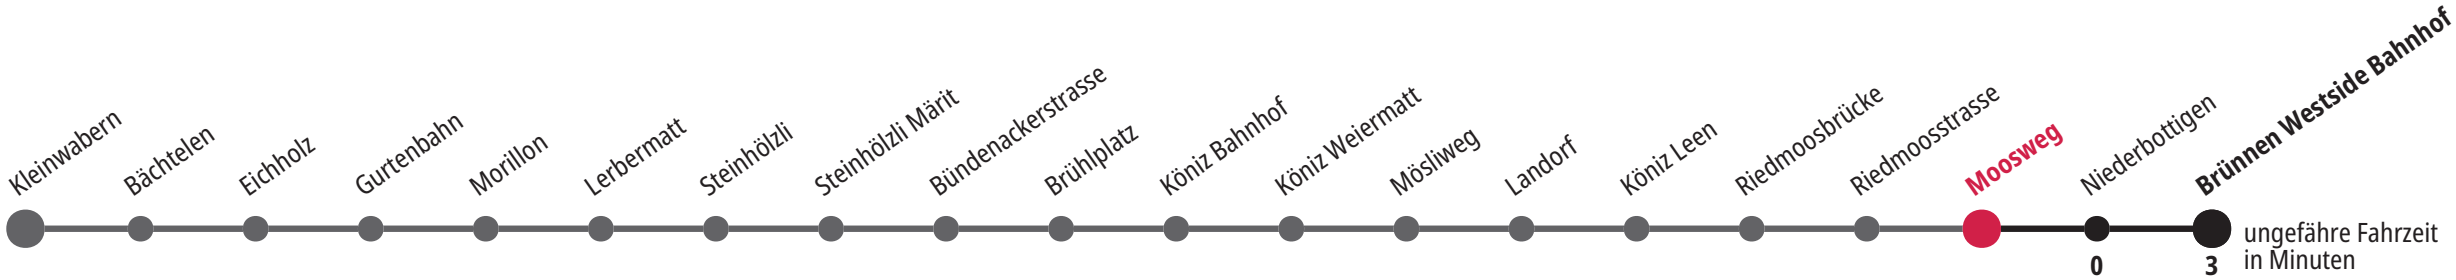 Kleinwabern
Bächtelen
Eichholz
Gurtenbahn
Morillon
Lerbermatt
Steinhölzli
Steinhölzli Märit
Bündenackerstrasse
Brühlplatz
Köniz Bahnhof
Köniz Weiermatt
Mösliweg
Landorf
Köniz Leen
Riedmoosbrücke
Riedmoosstrasse
Moosweg
Niederbottigen
Brünnen Westside Bahnhof
0
3
ungefähre Fahrzeit
in Minuten